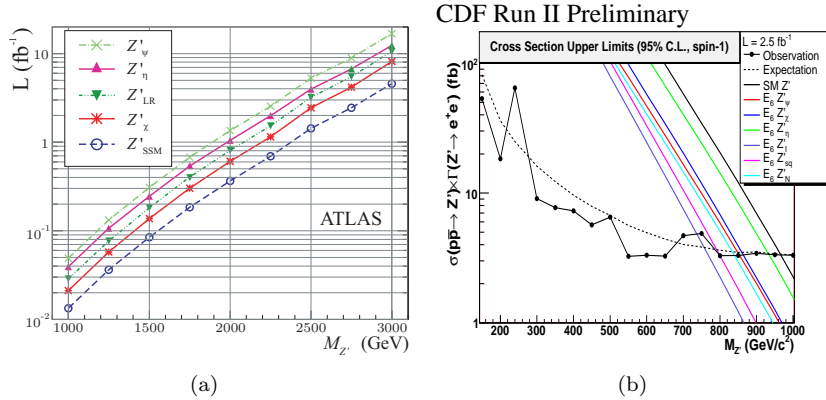 L (fb⁻¹)
10
1
10⁻¹
10⁻²
Z'ψ
Z'η
Z'LR
Z'χ
Z'SSM
ATLAS
1000 1500 2000 2500 3000
M_Z' (GeV)
(a)
CDF Run II Preliminary
Cross Section Upper Limits (95% C.L., spin-1)
L = 2.5 fb⁻¹
Observation
Expectation
SM Z'
E₆ Z'ψ
E₆ Z'χ
E₆ Z'η
E₆ Z'I
E₆ Z'sq
E₆ Z'N
σ(pp̅→ Z')×Γ(Z'→ e⁺e⁻) (fb)
10²
10
1
200 300 400 500 600 700 800 900 1000
M_Z' (GeV/c²)
(b)